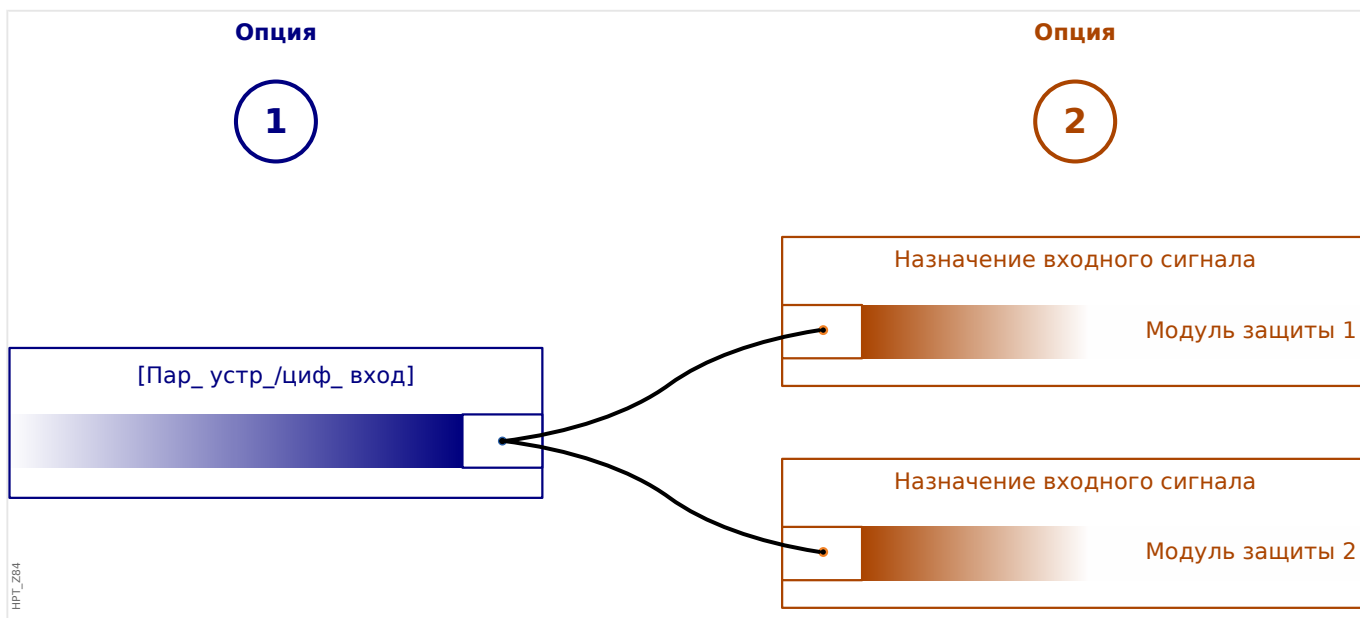 Опция
1
Опция
2
[Пар_ устр_/циф_ вход]
Назначение входного сигнала
Модуль защиты 1
Назначение входного сигнала
Модуль защиты 2
HPT_Z84